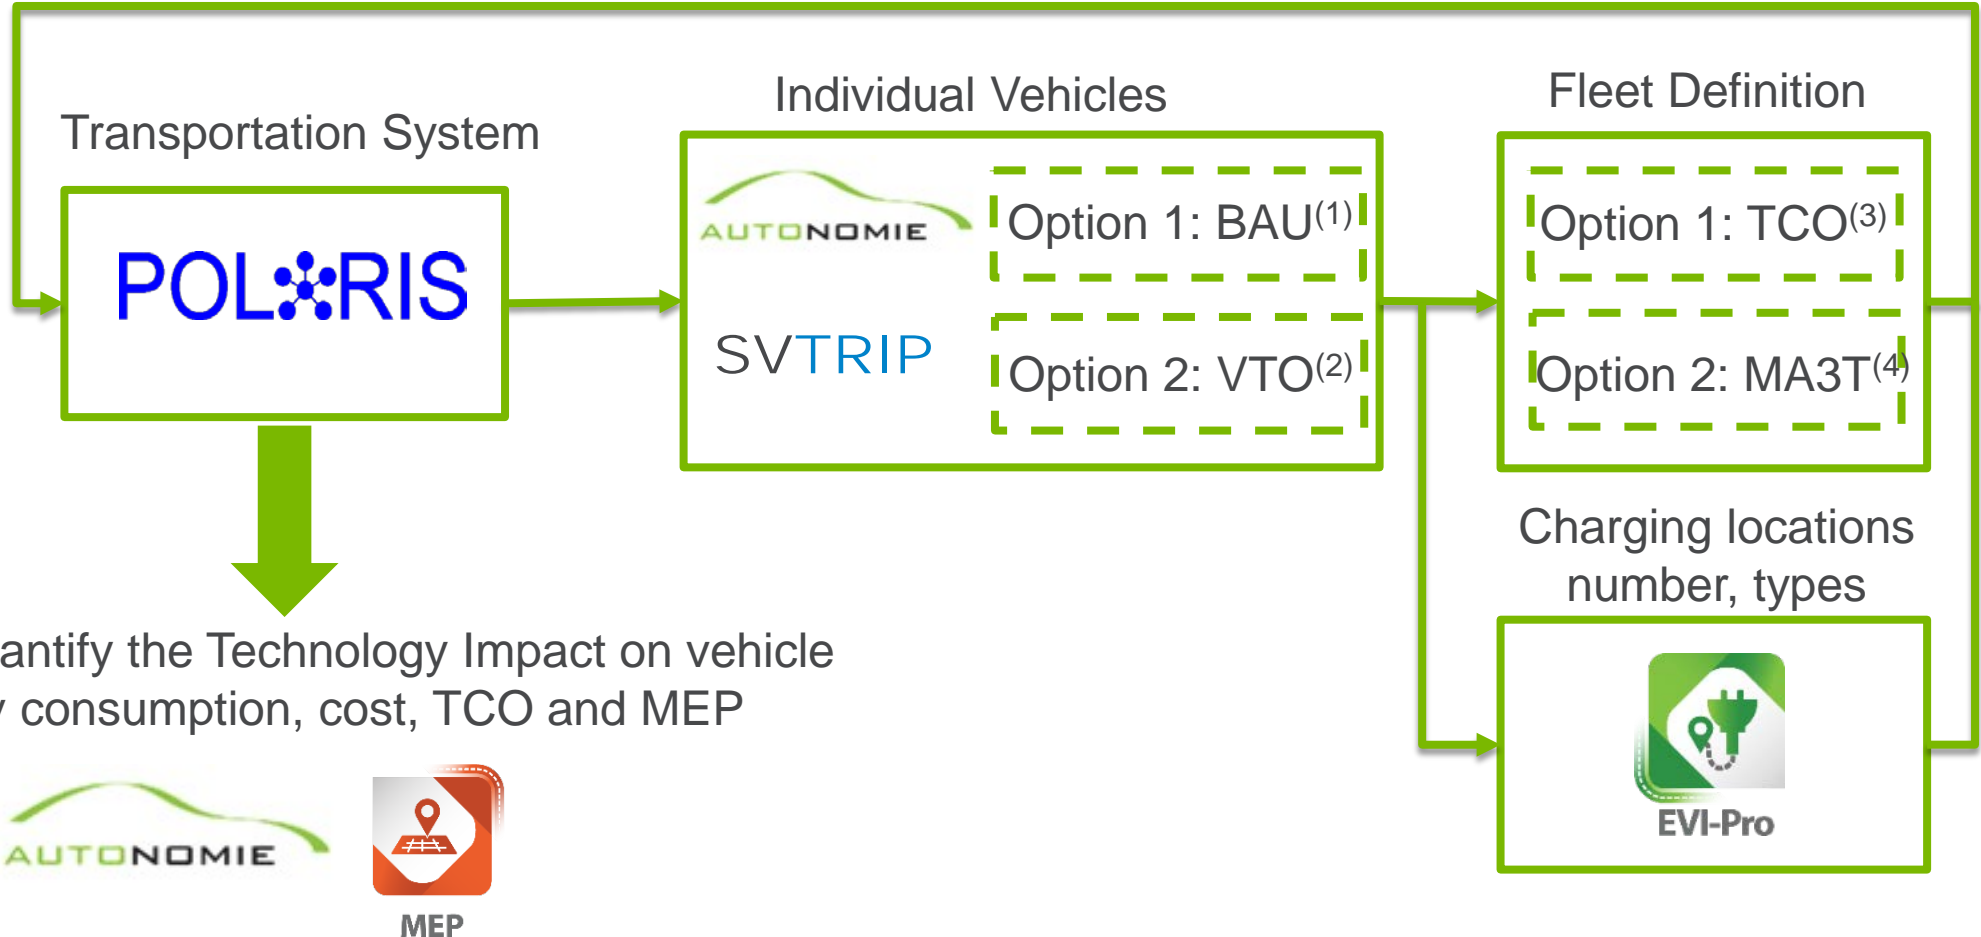 Transportation System
POLARIS
Individual Vehicles
AUTONOMIE
SVTRIP
Option 1: BAU(1)
Option 2: VTO(2)
Fleet Definition
Option 1: TCO(3)
Option 2: MA3T(4)
Charging locations
number, types
EVI-Pro
antify the Technology Impact on vehicle
consumption, cost, TCO and MEP
AUTONOMIE
MEP